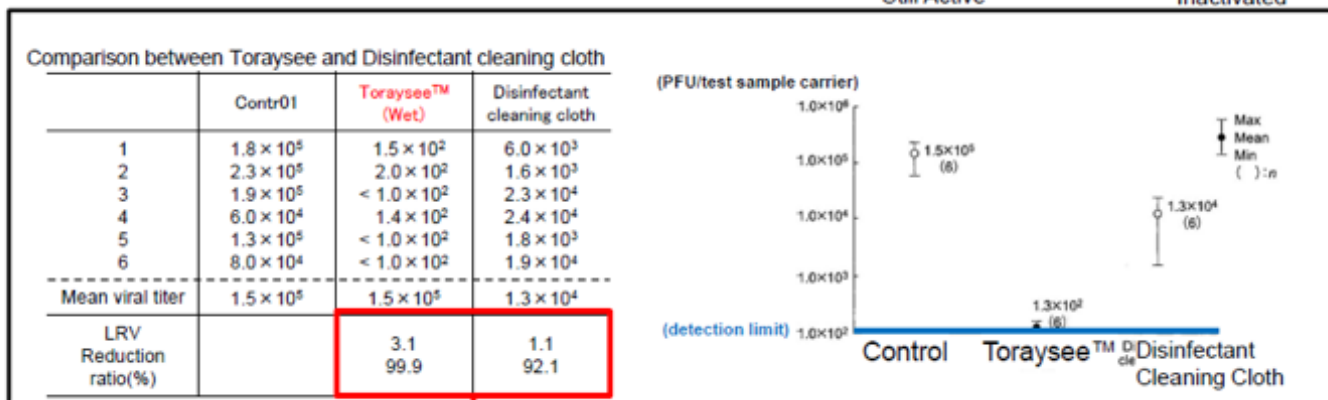 Still Active Inactivated
Comparison between Toraysee and Disinfectant cleaning cloth
Contr01 Toraysee™ (Wet) Disinfectant cleaning cloth
1 1.8 × 10⁵ 1.5 × 10² 6.0 × 10³
2 2.3 × 10⁵ 2.0 × 10² 1.6 × 10³
3 1.9 × 10⁵ < 1.0 × 10² 2.3 × 10⁴
4 6.0 × 10⁴ 1.4 × 10² 2.4 × 10⁴
5 1.3 × 10⁵ < 1.0 × 10² 1.8 × 10³
6 8.0 × 10⁴ < 1.0 × 10² 1.9 × 10⁴
Mean viral titer 1.5 × 10⁵ 1.5 × 10⁵ 1.3 × 10⁴
LRV 3.1 1.1
Reduction ratio(%) 99.9 92.1
(PFU/test sample carrier)
1.0×10⁶
1.0×10⁵
1.0×10⁴
1.0×10³
(detection limit) 1.0×10²
1.5×10⁵
(6)
1.3×10²
(6)
1.3×10⁴
(6)
Max
Mean
Min
( ):n
Control Toraysee™ Disinfectant
Cleaning Cloth